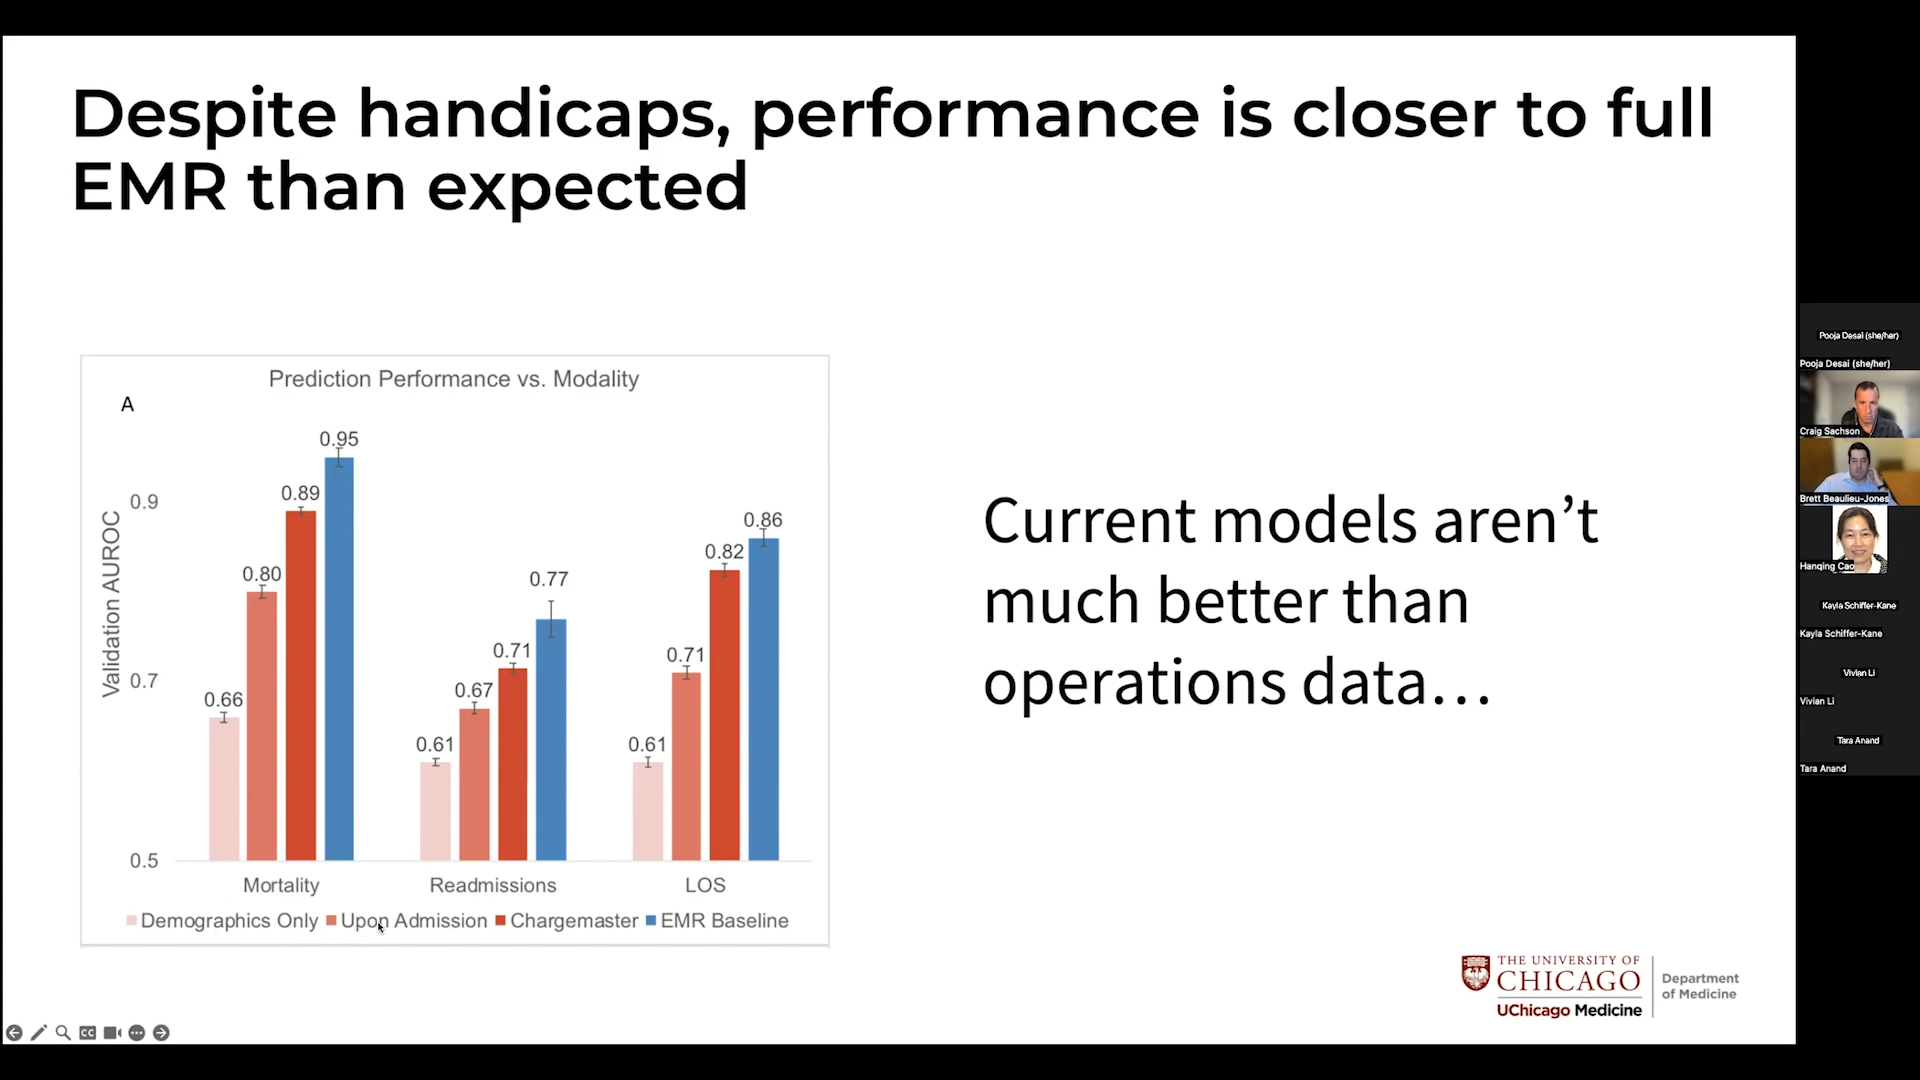 Despite handicaps, performance is closer to full
EMR than expected
Prediction Performance vs. Modality
A
Validation AUROC
0.9
0.7
0.5
0.66
0.80
0.89
0.95
0.61
0.67
0.71
0.77
0.61
0.71
0.82
0.86
Mortality
Readmissions
LOS
Demographics Only
Upon Admission
Chargemaster
EMR Baseline
Current models aren’t
much better than
operations data…
THE UNIVERSITY OF
CHICAGO
UChicago Medicine
Department
of Medicine
CC
Pooja Desai (she/her)
Pooja Desai (she/her)
Craig Sachson
Brett Beaulieu-Jones
Hanqing Cao
Kayla Schiffer-Kane
Kayla Schiffer-Kane
Vivian Li
Vivian Li
Tara Anand
Tara Anand